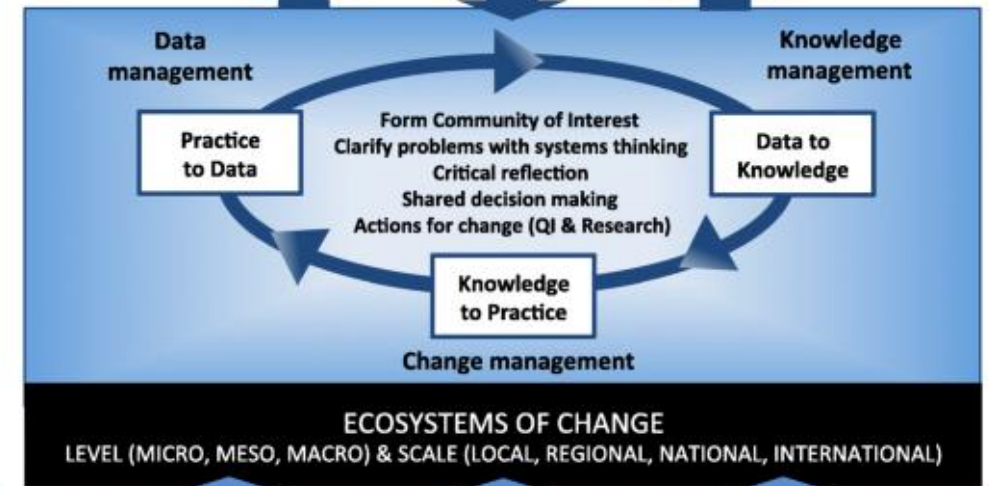 Data
management
Knowledge
management
Practice
to Data
Form Community of Interest
Clarify problems with systems thinking
Critical reflection
Shared decision making
Actions for change (QI & Research)
Data to
Knowledge
Knowledge
to Practice
Change management
ECOSYSTEMS OF CHANGE
LEVEL (MICRO, MESO, MACRO) & SCALE (LOCAL, REGIONAL, NATIONAL, INTERNATIONAL)